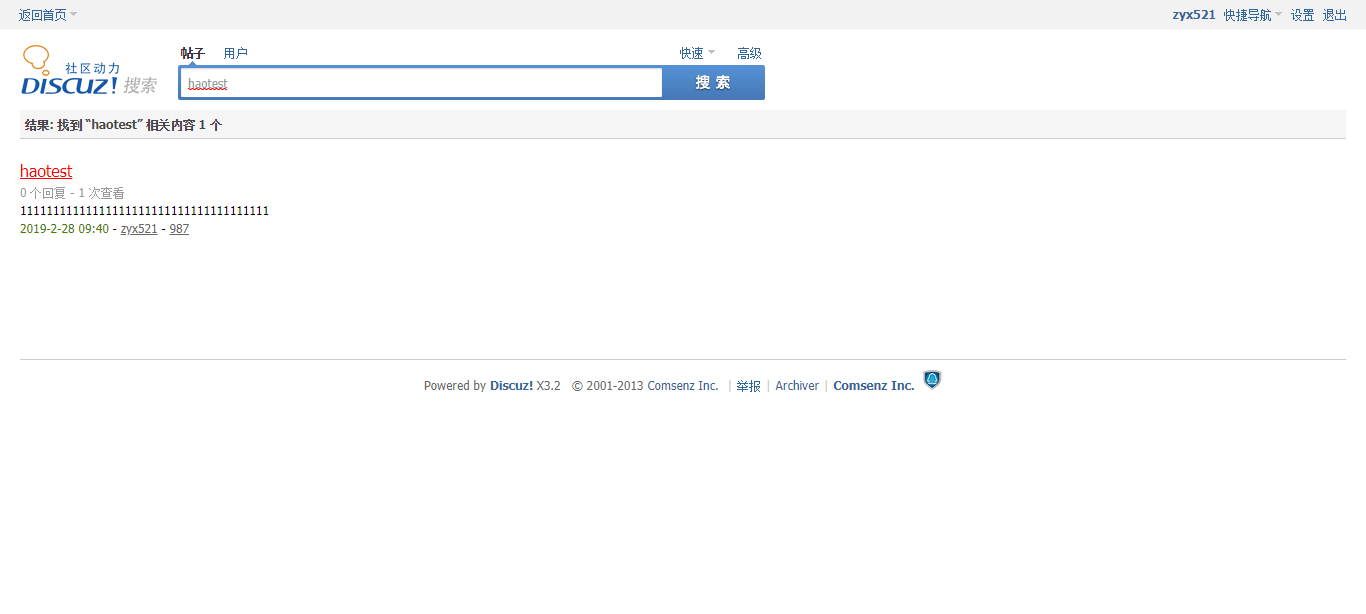 返回首页 zyx521 快捷导航 设置 退出
帖子 用户 快速 高级
社区动力
DISCUZ! 搜索
haotest 搜索
结果: 找到 “haotest” 相关内容 1 个
haotest
0 个回复 - 1 次查看
11111111111111111111111111111111111111
2019-2-28 09:40 - zyx521 - 987
Powered by Discuz! X3.2 © 2001-2013 Comsenz Inc. | 举报 | Archiver | Comsenz Inc.